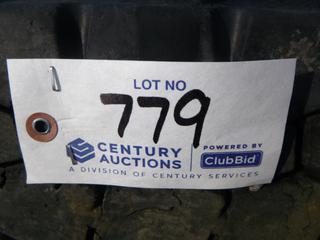 LOT NO
779
CENTURY AUCTIONS
POWERED BY
ClubBid
A DIVISION OF CENTURY SERVICES